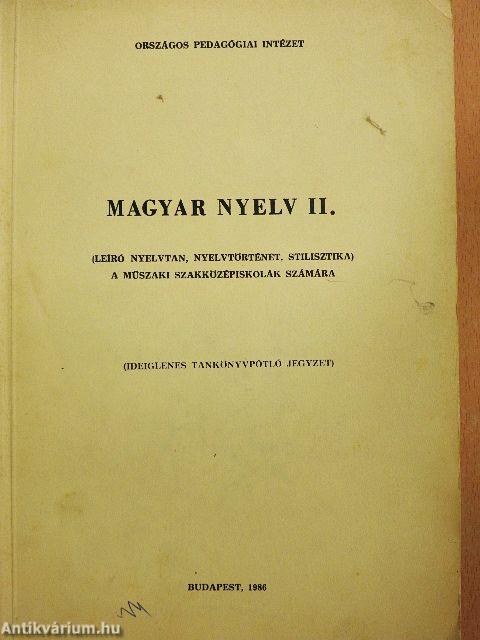 ORSZÁGOS PEDAGÓGIAI INTÉZET
MAGYAR NYELV II.
(LEÍRÓ NYELVTAN, NYELVTÖRTÉNET, STILISZTIKA)
A MŰSZAKI SZAKKÖZÉPISKOLÁK SZÁMÁRA
(IDEIGLENES TANKÖNYVPÓTLÓ JEGYZET)
BUDAPEST, 1986
Antikvárium.hu